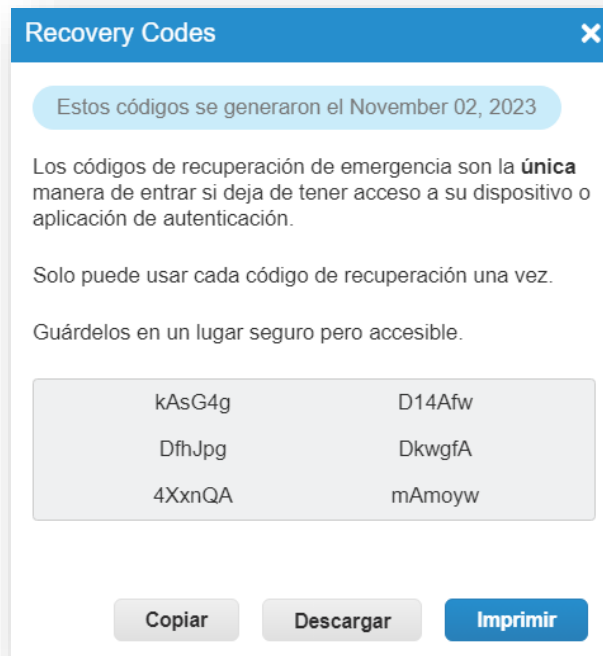 Recovery Codes
Estos códigos se generaron el November 02, 2023
Los códigos de recuperación de emergencia son la única
manera de entrar si deja de tener acceso a su dispositivo o
aplicación de autenticación.
Solo puede usar cada código de recuperación una vez.
Guárdelos en un lugar seguro pero accesible.
kAsG4g D14Afw
DfhJpg DkwgfA
4XxnQA mAmoyw
Copiar Descargar Imprimir